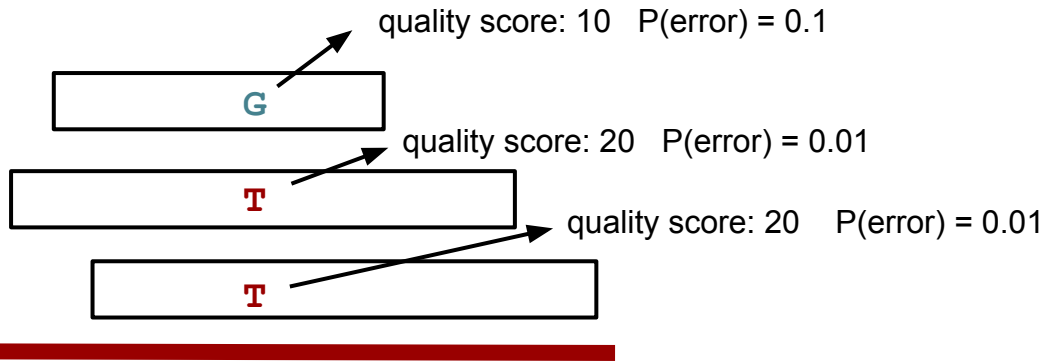 quality score: 10 P(error) = 0.1
G
quality score: 20 P(error) = 0.01
T
quality score: 20 P(error) = 0.01
T